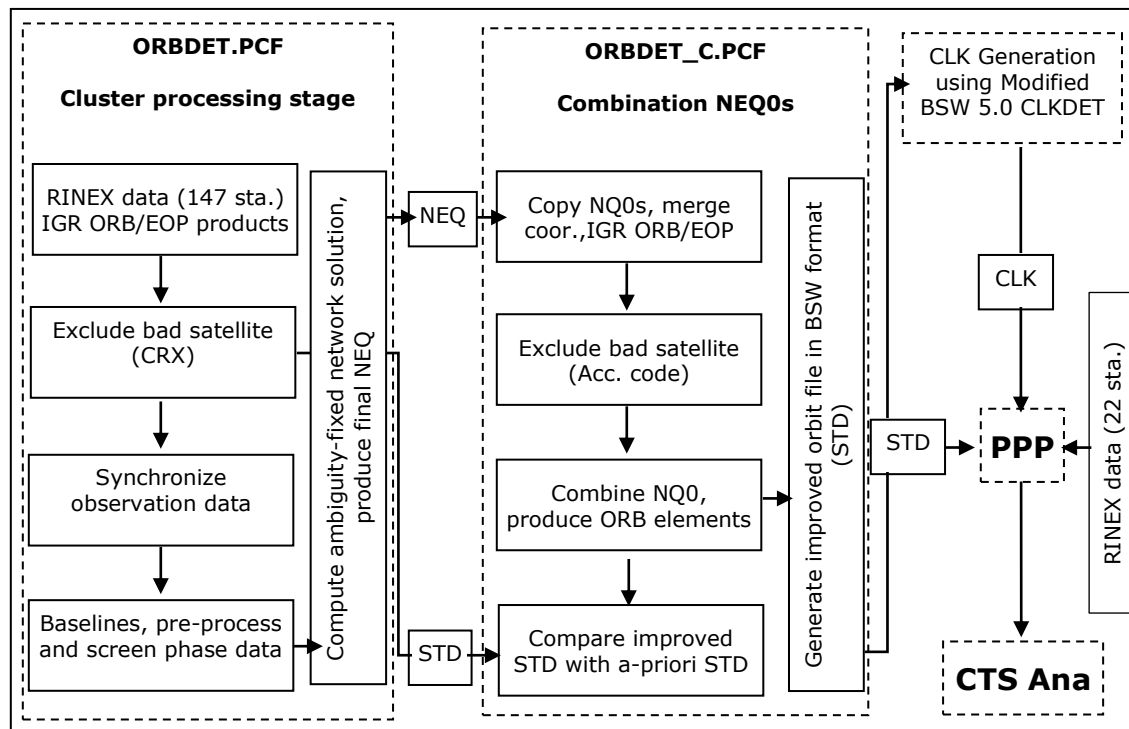 ORBDET.PCF
Cluster processing stage
RINEX data (147 sta.)
IGR ORB/EOP products
Exclude bad satellite
(CRX)
Synchronize
observation data
Baselines, pre-process
and screen phase data
Compute ambiguity-fixed network solution,
produce final NEQ
NEQ
STD
ORBDET_C.PCF
Combination NEQ0s
Copy NQ0s, merge
coor.,IGR ORB/EOP
Exclude bad satellite
(Acc. code)
Combine NQ0,
produce ORB elements
Compare improved
STD with a-priori STD
Generate improved orbit file in BSW format
(STD)
STD
CLK Generation
using Modified
BSW 5.0 CLKDET
CLK
PPP
RINEX data (22 sta.)
CTS Ana